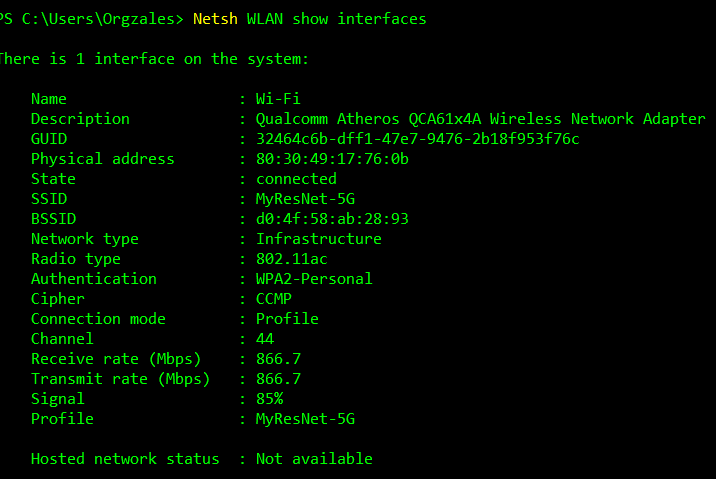 PS C:\Users\Orgzales> Netsh WLAN show interfaces
There is 1 interface on the system:
Name : Wi-Fi
Description : Qualcomm Atheros QCA61x4A Wireless Network Adapter
GUID : 32464c6b-dff1-47e7-9476-2b18f953f76c
Physical address : 80:30:49:17:76:0b
State : connected
SSID : MyResNet-5G
BSSID : d0:4f:58:ab:28:93
Network type : Infrastructure
Radio type : 802.11ac
Authentication : WPA2-Personal
Cipher : CCMP
Connection mode : Profile
Channel : 44
Receive rate (Mbps) : 866.7
Transmit rate (Mbps) : 866.7
Signal : 85%
Profile : MyResNet-5G
Hosted network status : Not available